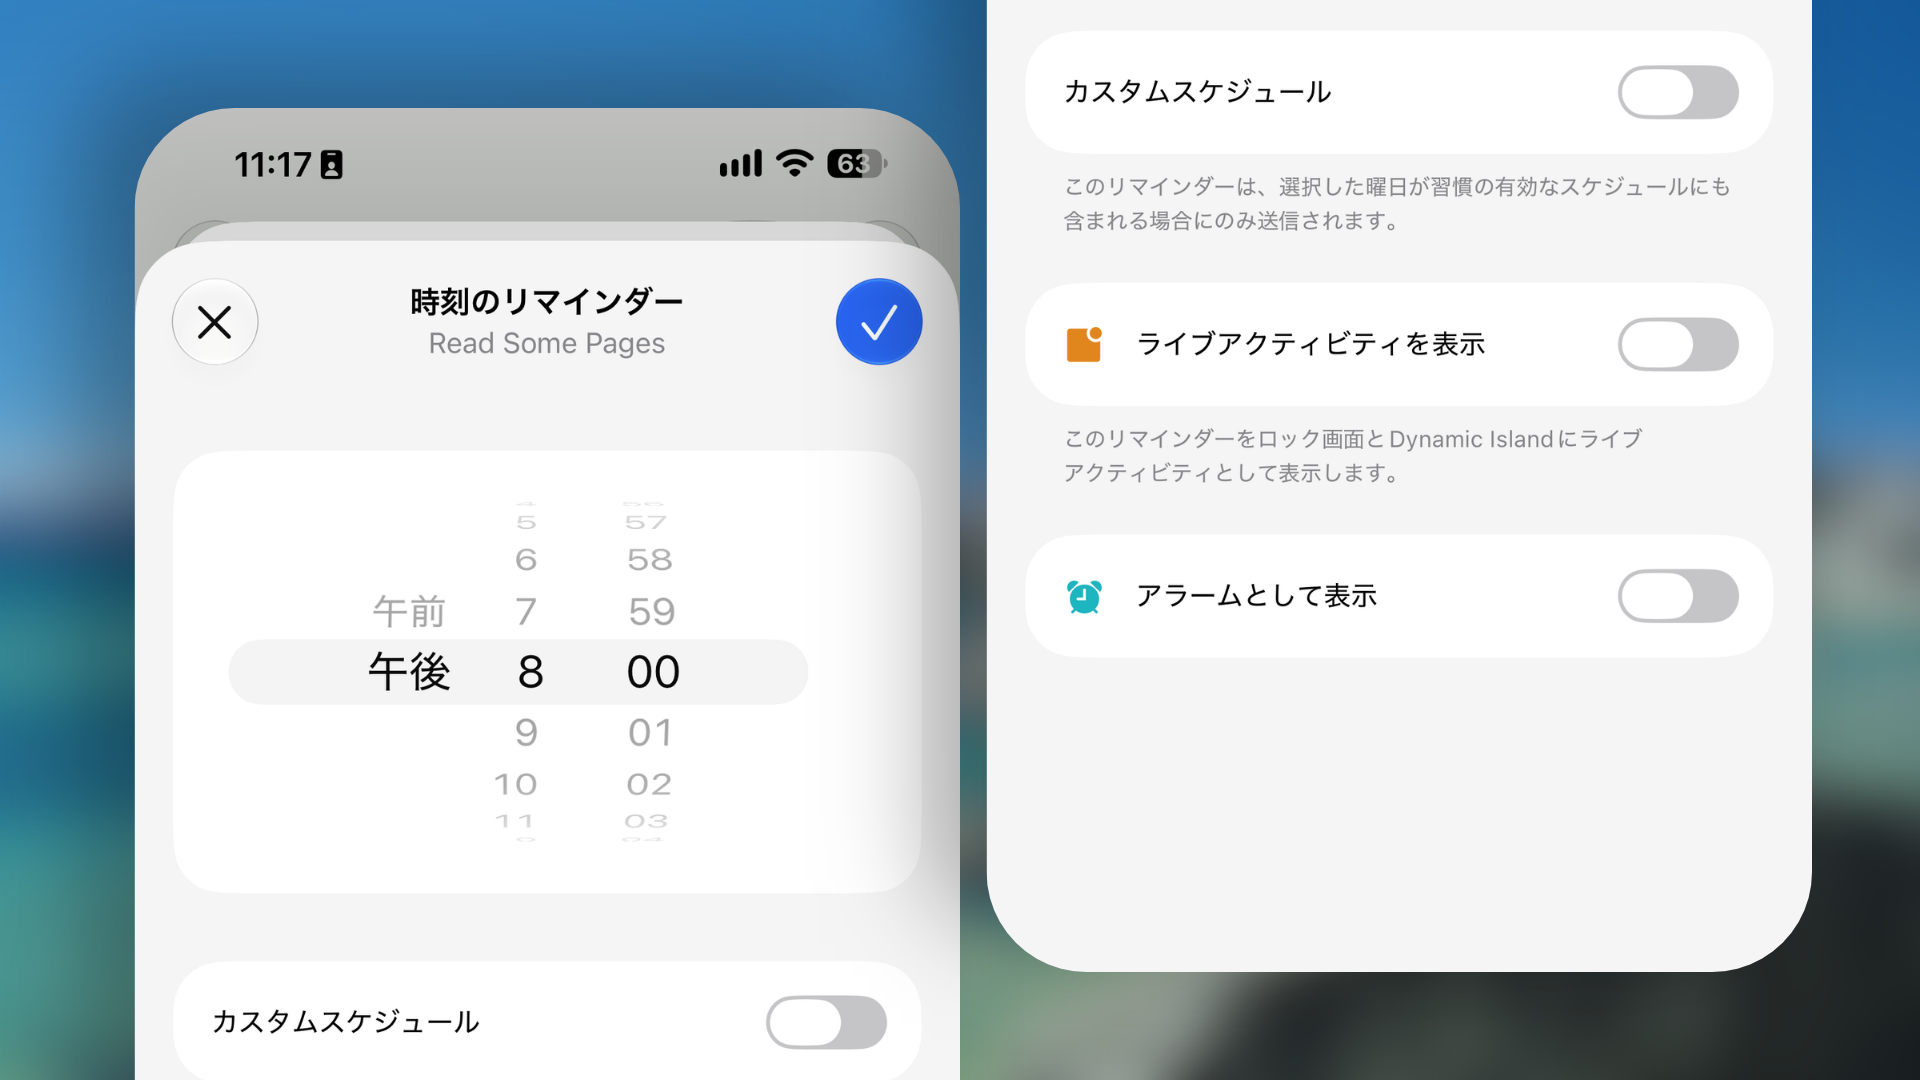 11:17
63
時刻のリマインダー
Read Some Pages
4 56
5 57
6 58
午前 7 59
午後 8 00
9 01
10 02
11 03
カスタムスケジュール
カスタムスケジュール
このリマインダーは、選択した曜日が習慣の有効なスケジュールにも
含まれる場合にのみ送信されます。
ライブアクティビティを表示
このリマインダーをロック画面とDynamic Islandにライブ
アクティビティとして表示します。
アラームとして表示